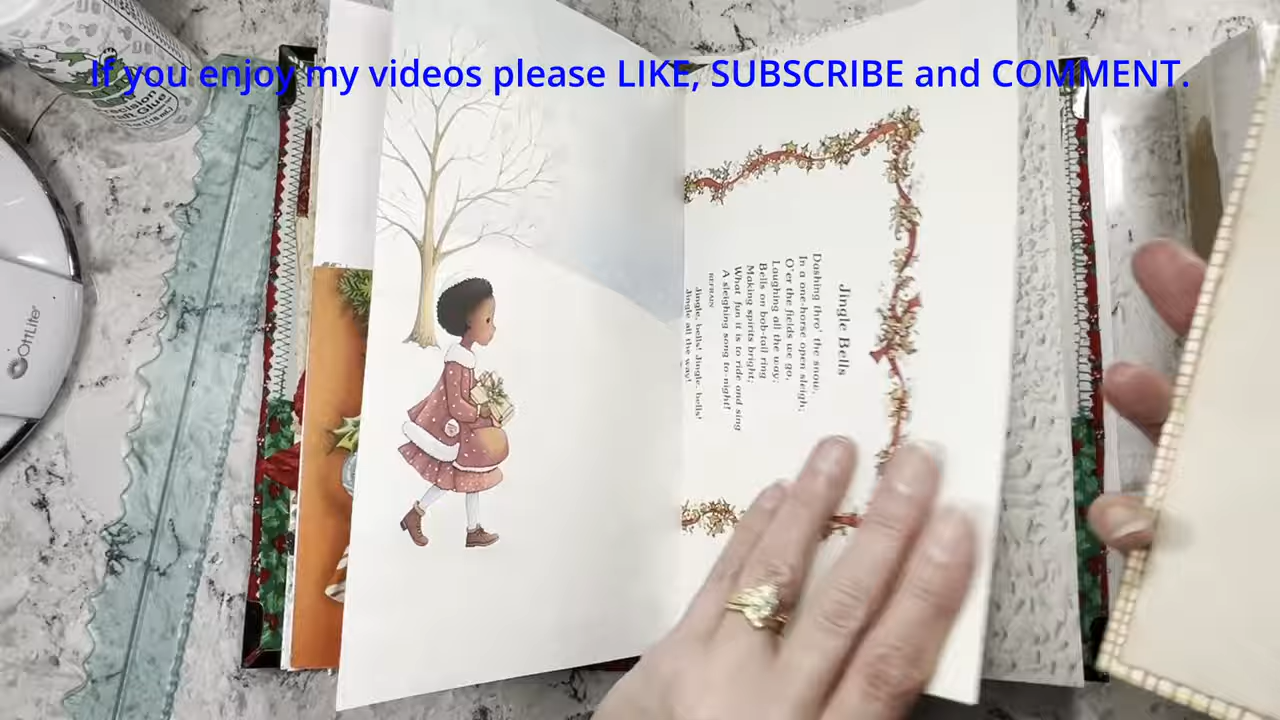 If you enjoy my videos please LIKE, SUBSCRIBE and COMMENT.
Jingle Bells
Dashing thro' the snow,
In a one-horse open sleigh;
O'er the fields we go,
Laughing all the way;
Bells on bob-tail ring
Making spirits bright;
What fun it is to ride and sing
A sleighing song to-night!
REFRAIN
Jingle, bells! Jingle, bells!
Jingle all the way!
OttLite
Glue